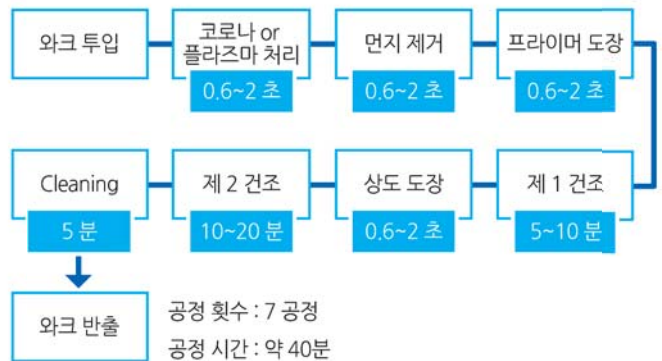 와크 투입
코로나 or
플라즈마 처리
0.6~2 초
먼지 제거
0.6~2 초
프라이머 도장
0.6~2 초
제 1 건조
5~10 분
상도 도장
0.6~2 초
제 2 건조
10~20 분
Cleaning
5 분
와크 반출
공정 횟수 : 7 공정
공정 시간 : 약 40분